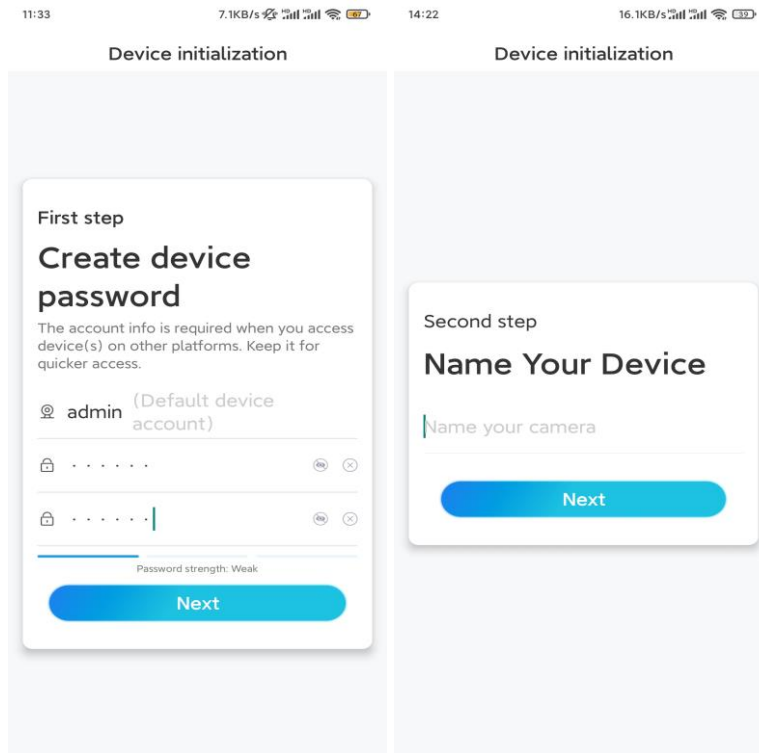 11:33
7.1KB/s
67
Device initialization
First step
Create device
password
The account info is required when you access
device(s) on other platforms. Keep it for
quicker access.
admin (Default device
account)
· · · · · ·
· · · · · ·
Password strength: Weak
Next
14:22
16.1KB/s
39
Device initialization
Second step
Name Your Device
Name your camera
Next